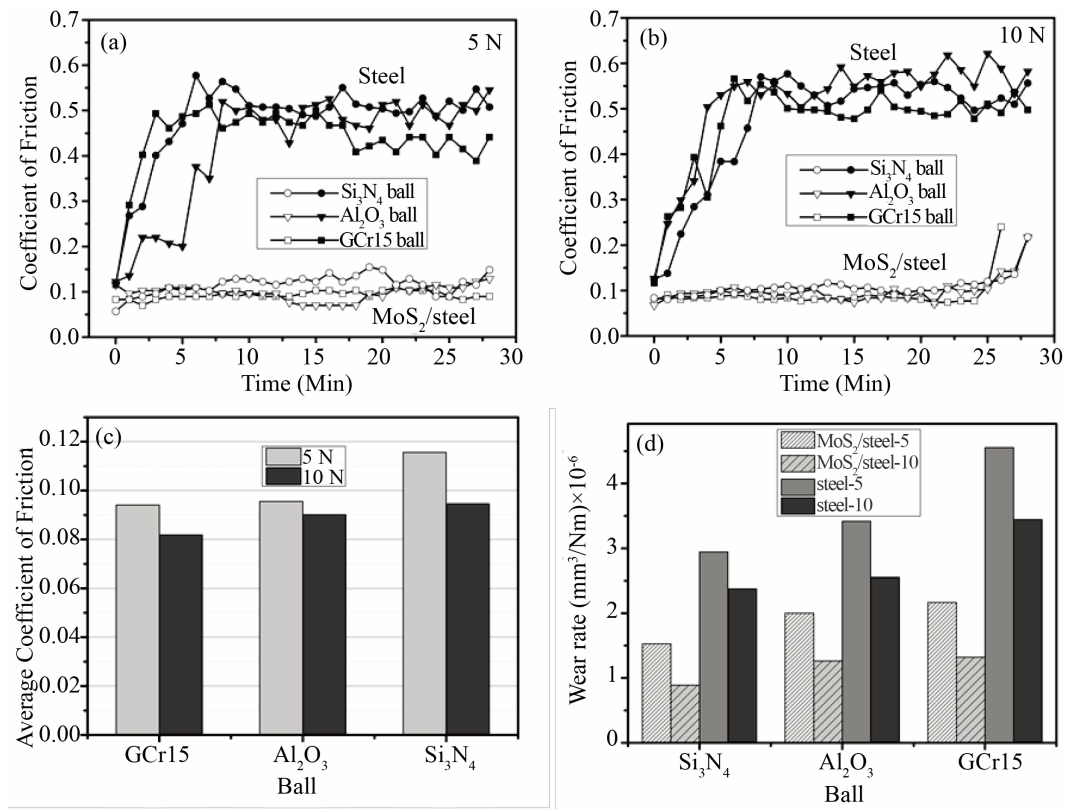 (a)
5 N
Steel
Si₃N₄ ball
Al₂O₃ ball
GCr15 ball
MoS₂/steel
Coefficient of Friction
0.7
0.6
0.5
0.4
0.3
0.2
0.1
0.0
0 5 10 15 20 25 30
Time (Min)
(b)
10 N
Steel
Si₃N₄ ball
Al₂O₃ ball
GCr15 ball
MoS₂/steel
Coefficient of Friction
0.7
0.6
0.5
0.4
0.3
0.2
0.1
0.0
0 5 10 15 20 25 30
Time (Min)
(c)
5 N
10 N
Average Coefficient of Friction
0.12
0.10
0.08
0.06
0.04
0.02
0.00
GCr15 Al₂O₃ Si₃N₄
Ball
(d)
MoS₂/steel-5
MoS₂/steel-10
steel-5
steel-10
Wear rate (mm³/Nm)×10⁻⁶
4
3
2
1
0
Si₃N₄ Al₂O₃ GCr15
Ball